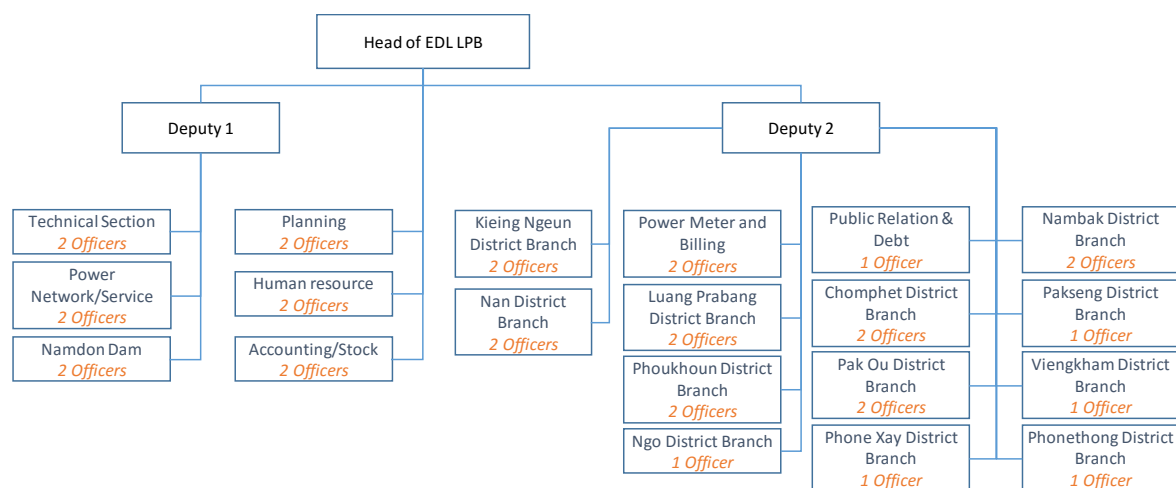 Head of EDL LPB
Deputy 1
Deputy 2
Technical Section
2 Officers
Power
Network/Service
2 Officers
Namdon Dam
2 Officers
Planning
2 Officers
Human resource
2 Officers
Accounting/Stock
2 Officers
Kieing Ngeun
District Branch
2 Officers
Nan District
Branch
2 Officers
Power Meter and
Billing
2 Officers
Luang Prabang
District Branch
2 Officers
Phoukhoun District
Branch
2 Officers
Ngo District Branch
1 Officer
Public Relation &
Debt
1 Officer
Chomphet District
Branch
2 Officers
Pak Ou District
Branch
2 Officers
Phone Xay District
Branch
1 Officer
Nambak District
Branch
2 Officers
Pakseng District
Branch
1 Officer
Viengkham District
Branch
1 Officer
Phonethong District
Branch
1 Officer